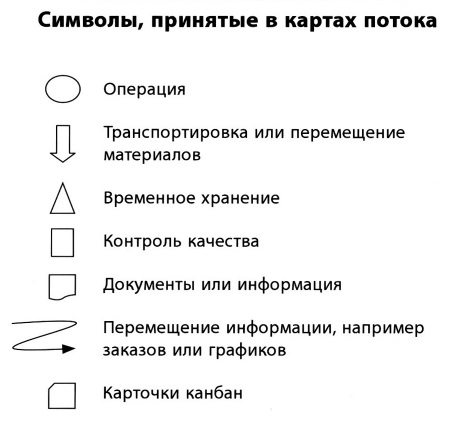 Символы, принятые в картах потока
Операция
Транспортировка или перемещение
материалов
Временное хранение
Контроль качества
Документы или информация
Перемещение информации, например
заказов или графиков
Карточки канбан